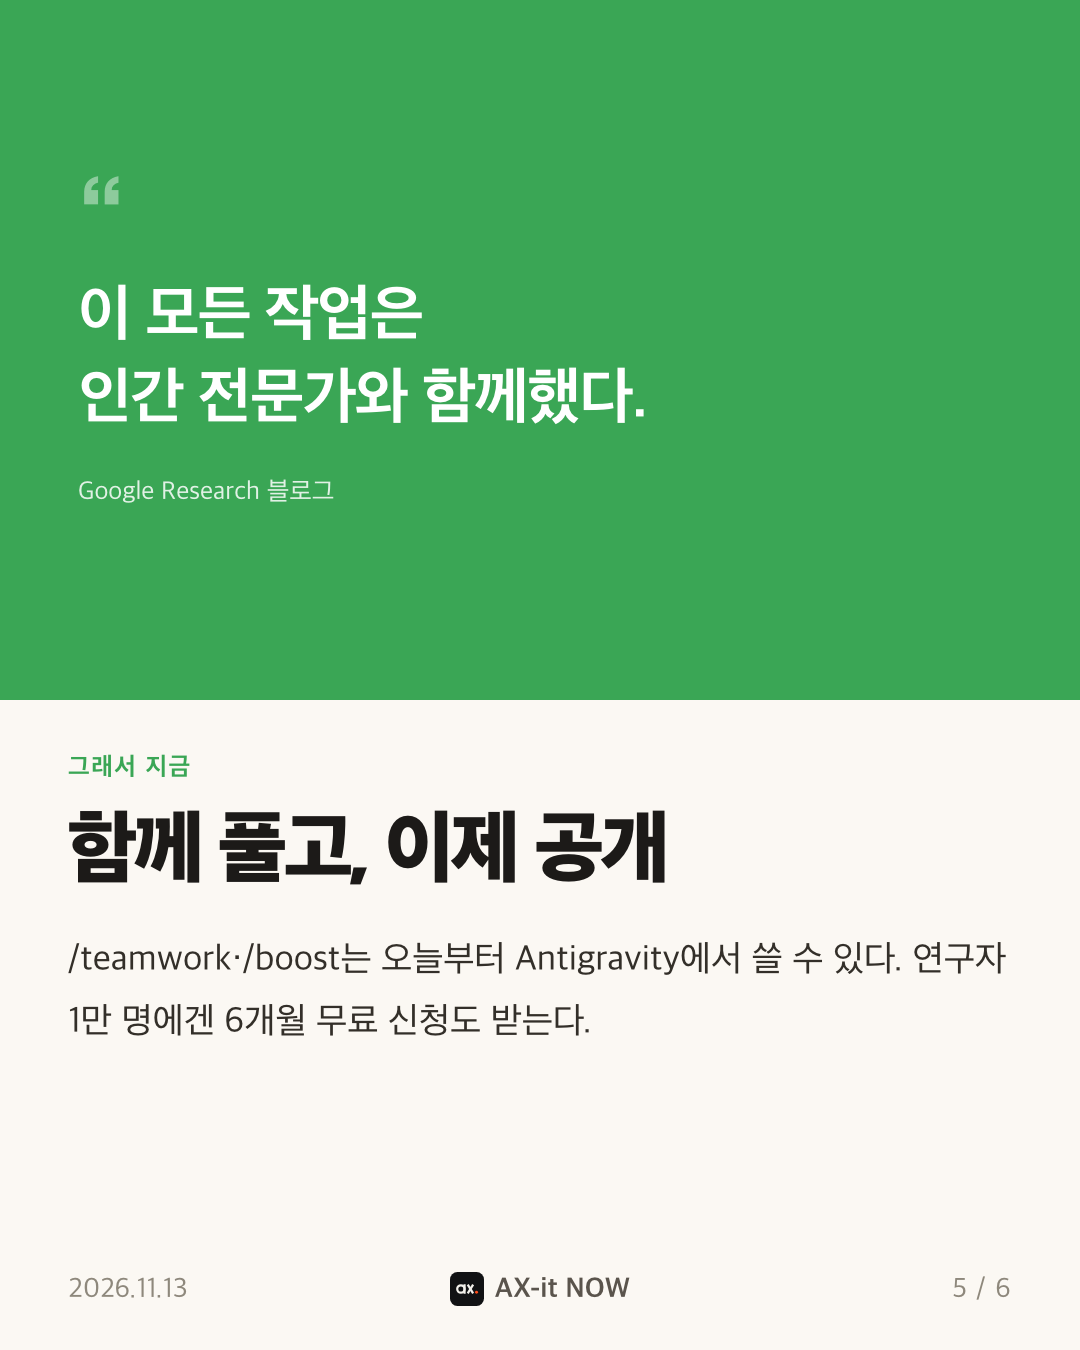 “
이 모든 작업은
인간 전문가와 함께했다.
Google Research 블로그
그래서 지금
함께 풀고, 이제 공개
/teamwork·/boost는 오늘부터 Antigravity에서 쓸 수 있다. 연구자
1만 명에겐 6개월 무료 신청도 받는다.
2026.11.13
ax. AX-it NOW
5 / 6